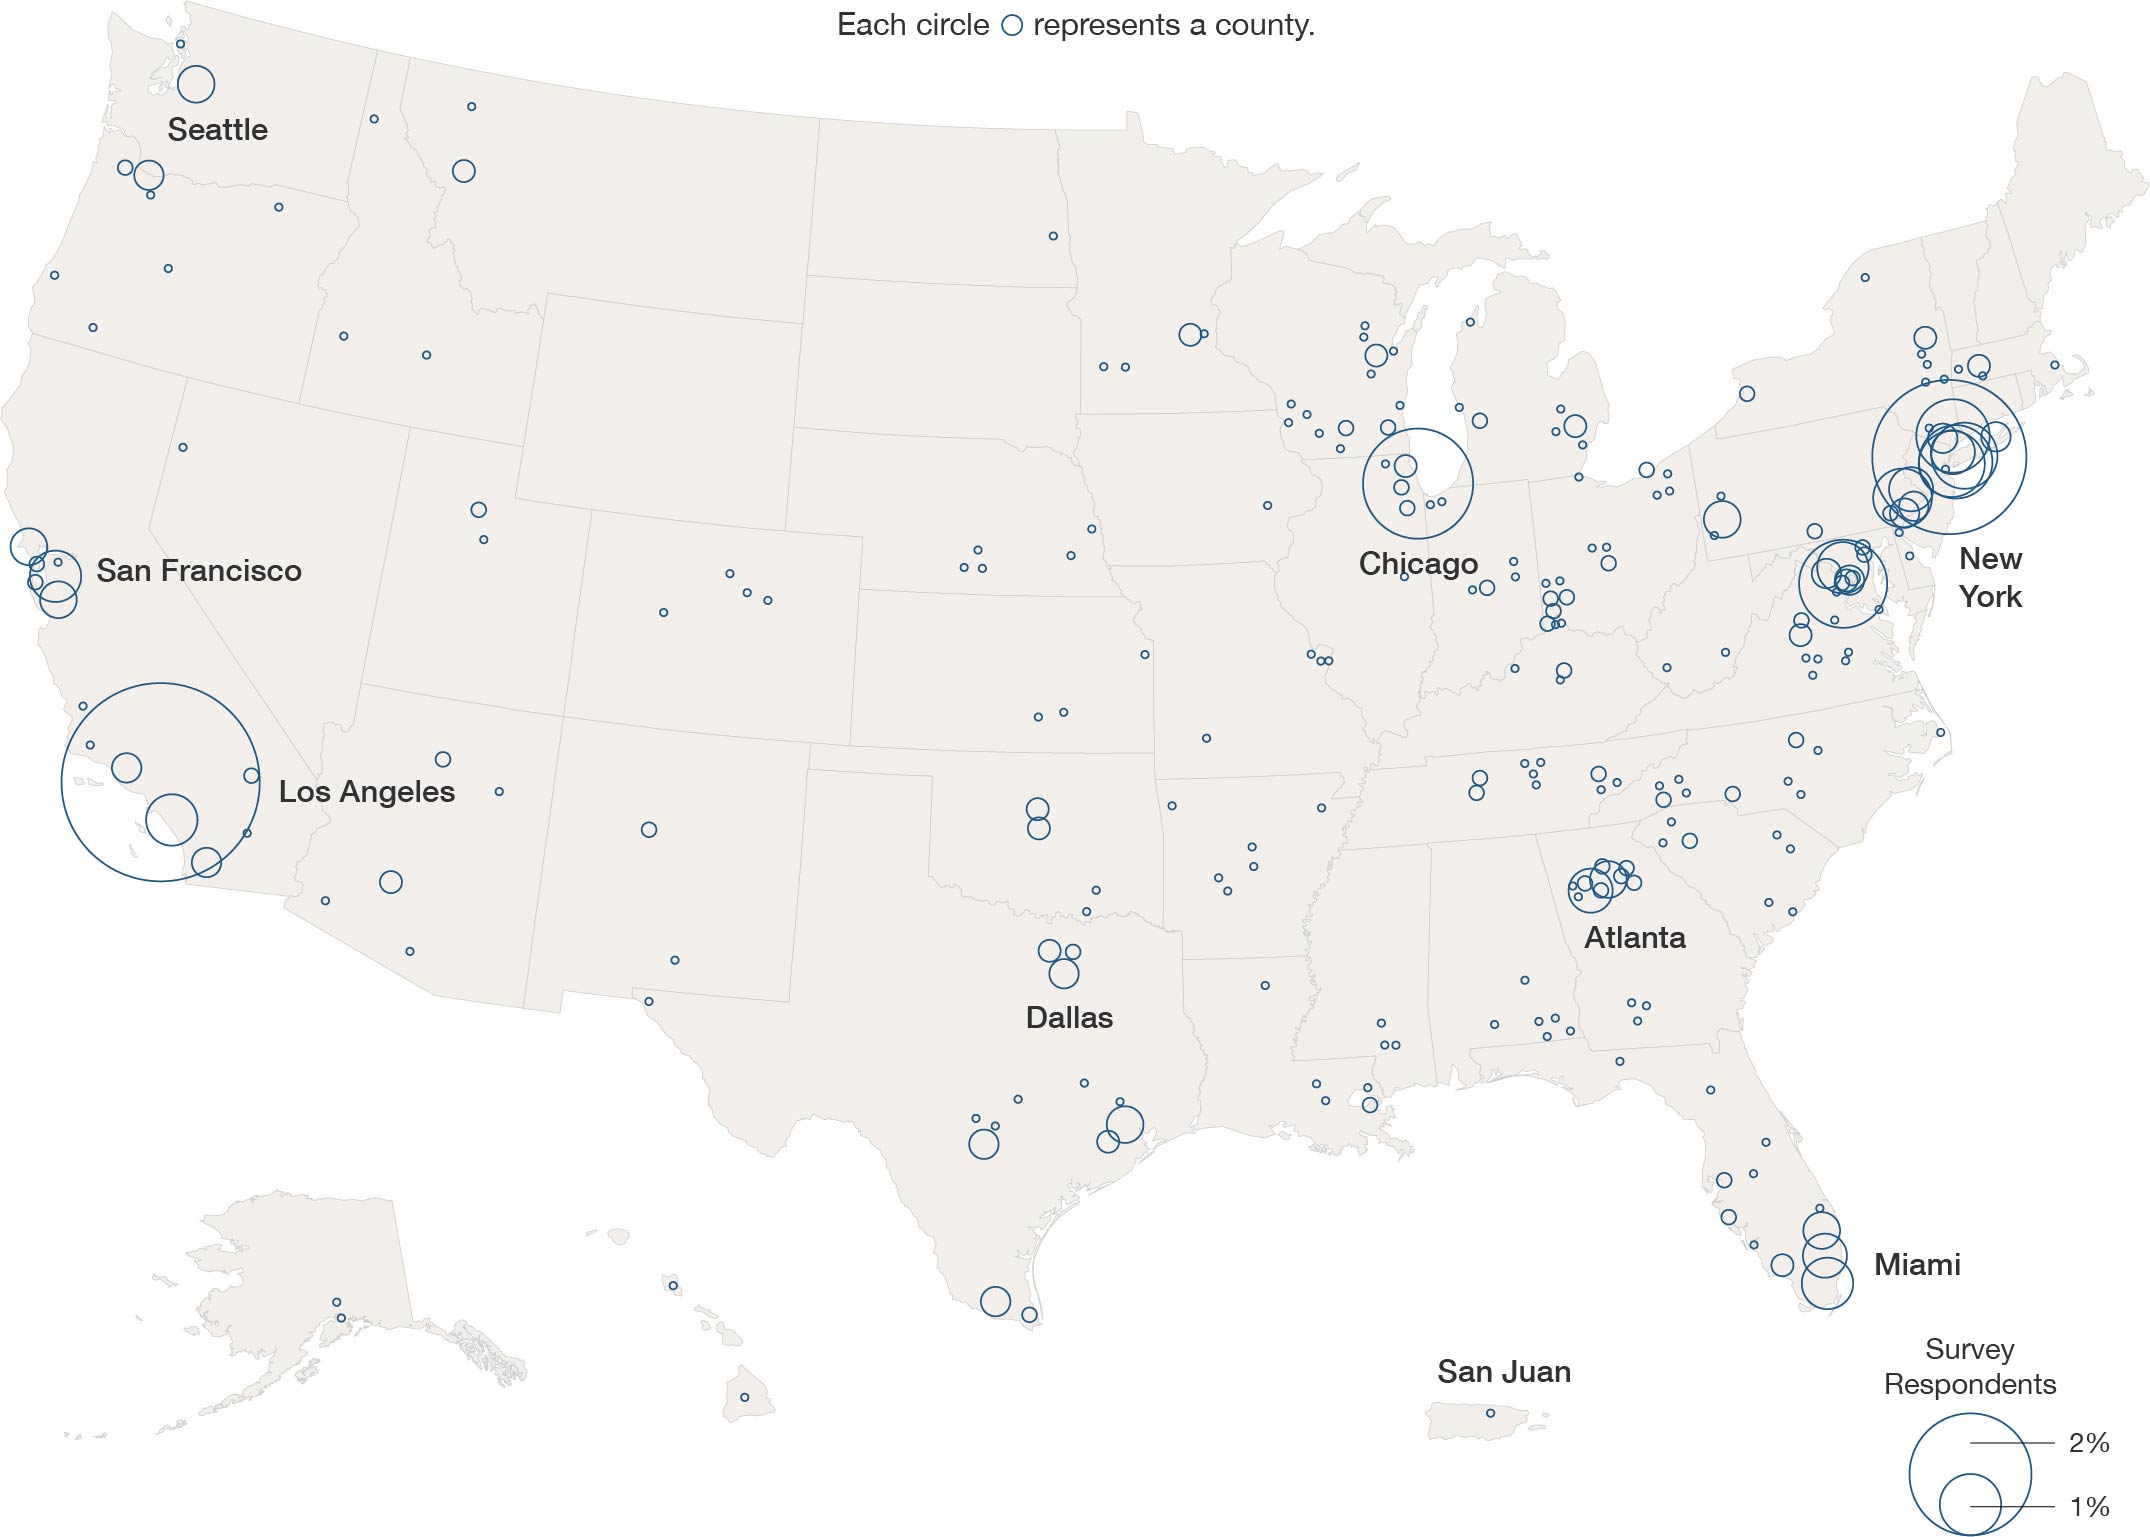 Each circle represents a county.
Seattle
San Francisco
Chicago
New
York
Los Angeles
Atlanta
Dallas
Miami
San Juan
Survey
Respondents
2%
1%